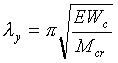 λ_y = π√(EW_c / M_cr)